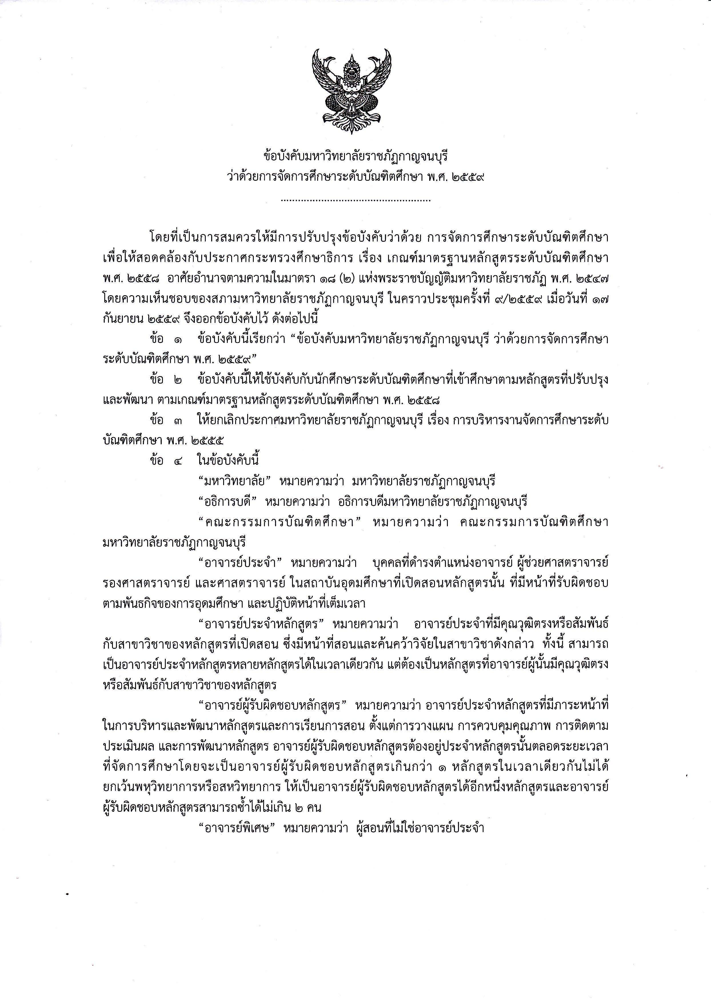 ข้อบังคับมหาวิทยาลัยราชภัฏกาญจนบุรี
ว่าด้วยการจัดการศึกษาระดับบัณฑิตศึกษา พ.ศ. ๒๕๕๙
.....................................................
โดยที่เป็นการสมควรให้มีการปรับปรุงข้อบังคับว่าด้วย การจัดการศึกษาระดับบัณฑิตศึกษา
เพื่อให้สอดคล้องกับประกาศกระทรวงศึกษาธิการ เรื่อง เกณฑ์มาตรฐานหลักสูตรระดับบัณฑิตศึกษา
พ.ศ. ๒๕๕๘ อาศัยอำนาจตามความในมาตรา ๑๘ (๒) แห่งพระราชบัญญัติมหาวิทยาลัยราชภัฏ พ.ศ. ๒๕๔๗
โดยความเห็นชอบของสภามหาวิทยาลัยราชภัฏกาญจนบุรี ในคราวประชุมครั้งที่ ๙/๒๕๕๙ เมื่อวันที่ ๑๗
กันยายน ๒๕๕๙ จึงออกข้อบังคับไว้ ดังต่อไปนี้
ข้อ ๑ ข้อบังคับนี้เรียกว่า “ข้อบังคับมหาวิทยาลัยราชภัฏกาญจนบุรี ว่าด้วยการจัดการศึกษา
ระดับบัณฑิตศึกษา พ.ศ. ๒๕๕๙”
ข้อ ๒ ข้อบังคับนี้ให้ใช้บังคับกับนักศึกษาระดับบัณฑิตศึกษาที่เข้าศึกษาตามหลักสูตรที่ปรับปรุง
และพัฒนา ตามเกณฑ์มาตรฐานหลักสูตรระดับบัณฑิตศึกษา พ.ศ. ๒๕๕๘
ข้อ ๓ ให้ยกเลิกประกาศมหาวิทยาลัยราชภัฏกาญจนบุรี เรื่อง การบริหารงานจัดการศึกษาระดับ
บัณฑิตศึกษา พ.ศ. ๒๕๕๕
ข้อ ๔ ในข้อบังคับนี้
“มหาวิทยาลัย” หมายความว่า มหาวิทยาลัยราชภัฏกาญจนบุรี
“อธิการบดี” หมายความว่า อธิการบดีมหาวิทยาลัยราชภัฏกาญจนบุรี
“คณะกรรมการบัณฑิตศึกษา” หมายความว่า คณะกรรมการบัณฑิตศึกษา
มหาวิทยาลัยราชภัฏกาญจนบุรี
“อาจารย์ประจำ” หมายความว่า บุคคลที่ดำรงตำแหน่งอาจารย์ ผู้ช่วยศาสตราจารย์
รองศาสตราจารย์ และศาสตราจารย์ ในสถาบันอุดมศึกษาที่เปิดสอนหลักสูตรนั้น ที่มีหน้าที่รับผิดชอบ
ตามพันธกิจของการอุดมศึกษา และปฏิบัติหน้าที่เต็มเวลา
“อาจารย์ประจำหลักสูตร” หมายความว่า อาจารย์ประจำที่มีคุณวุฒิตรงหรือสัมพันธ์
กับสาขาวิชาของหลักสูตรที่เปิดสอน ซึ่งมีหน้าที่สอนและค้นคว้าวิจัยในสาขาวิชาดังกล่าว ทั้งนี้ สามารถ
เป็นอาจารย์ประจำหลักสูตรหลายหลักสูตรได้ในเวลาเดียวกัน แต่ต้องเป็นหลักสูตรที่อาจารย์ผู้นั้นมีคุณวุฒิตรง
หรือสัมพันธ์กับสาขาวิชาของหลักสูตร
“อาจารย์ผู้รับผิดชอบหลักสูตร” หมายความว่า อาจารย์ประจำหลักสูตรที่มีภาระหน้าที่
ในการบริหารและพัฒนาหลักสูตรและการเรียนการสอน ตั้งแต่การวางแผน การควบคุมคุณภาพ การติดตาม
ประเมินผล และการพัฒนาหลักสูตร อาจารย์ผู้รับผิดชอบหลักสูตรต้องอยู่ประจำหลักสูตรนั้นตลอดระยะเวลา
ที่จัดการศึกษาโดยจะเป็นอาจารย์ผู้รับผิดชอบหลักสูตรเกินกว่า ๑ หลักสูตรในเวลาเดียวกันไม่ได้
ยกเว้นพหุวิทยาการหรือสหวิทยาการ ให้เป็นอาจารย์ผู้รับผิดชอบหลักสูตรได้อีกหนึ่งหลักสูตรและอาจารย์
ผู้รับผิดชอบหลักสูตรสามารถซ้ำได้ไม่เกิน ๒ คน
“อาจารย์พิเศษ” หมายความว่า ผู้สอนที่ไม่ใช่อาจารย์ประจำ